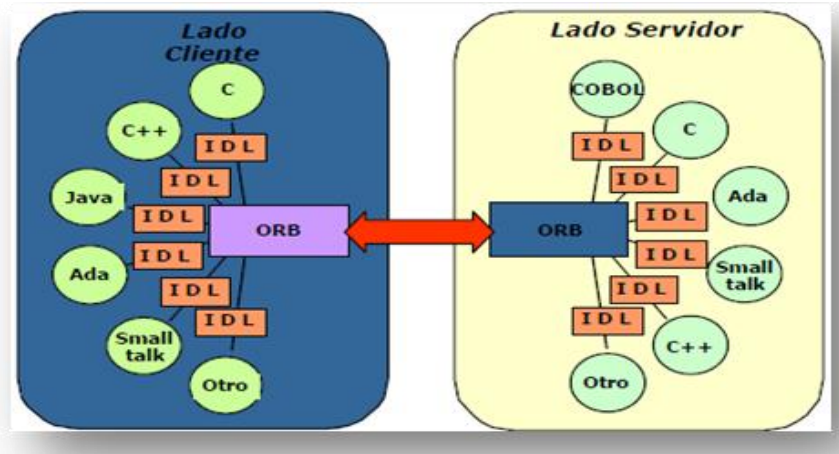 Lado
Cliente
C
C++
IDL
IDL
Java
IDL
ORB
Ada
IDL
IDL
Small
talk
IDL
Otro
Lado Servidor
COBOL
C
IDL
IDL
Ada
IDL
ORB
IDL
Small
talk
IDL
IDL
C++
Otro